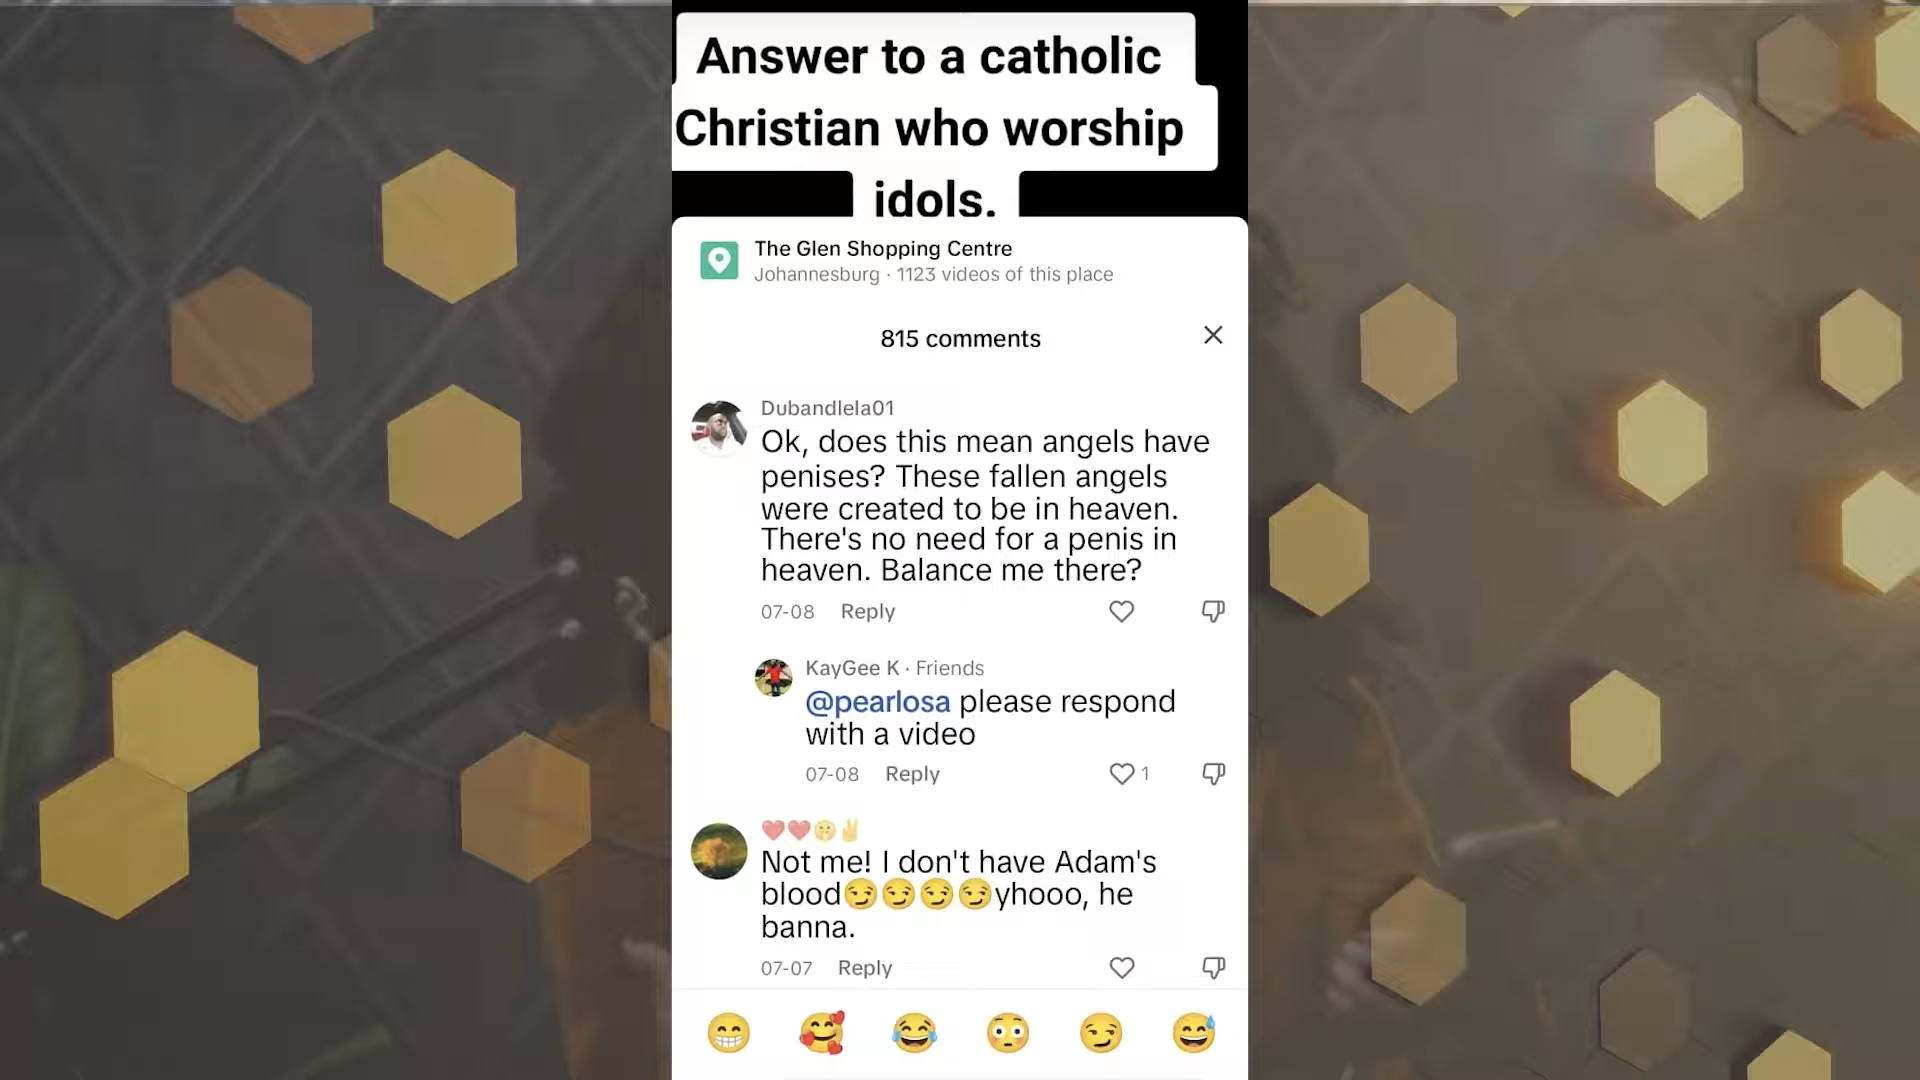 Answer to a catholic
Christian who worship
idols.
The Glen Shopping Centre
Johannesburg · 1123 videos of this place
815 comments
Dubandlela01
Ok, does this mean angels have
penises? These fallen angels
were created to be in heaven.
There's no need for a penis in
heaven. Balance me there?
07-08 Reply
KayGee K · Friends
@pearlosa please respond
with a video
07-08 Reply 1
❤️❤️🤫✌️
Not me! I don't have Adam's
blood😏😏😏😏yhooo, he
banna.
07-07 Reply